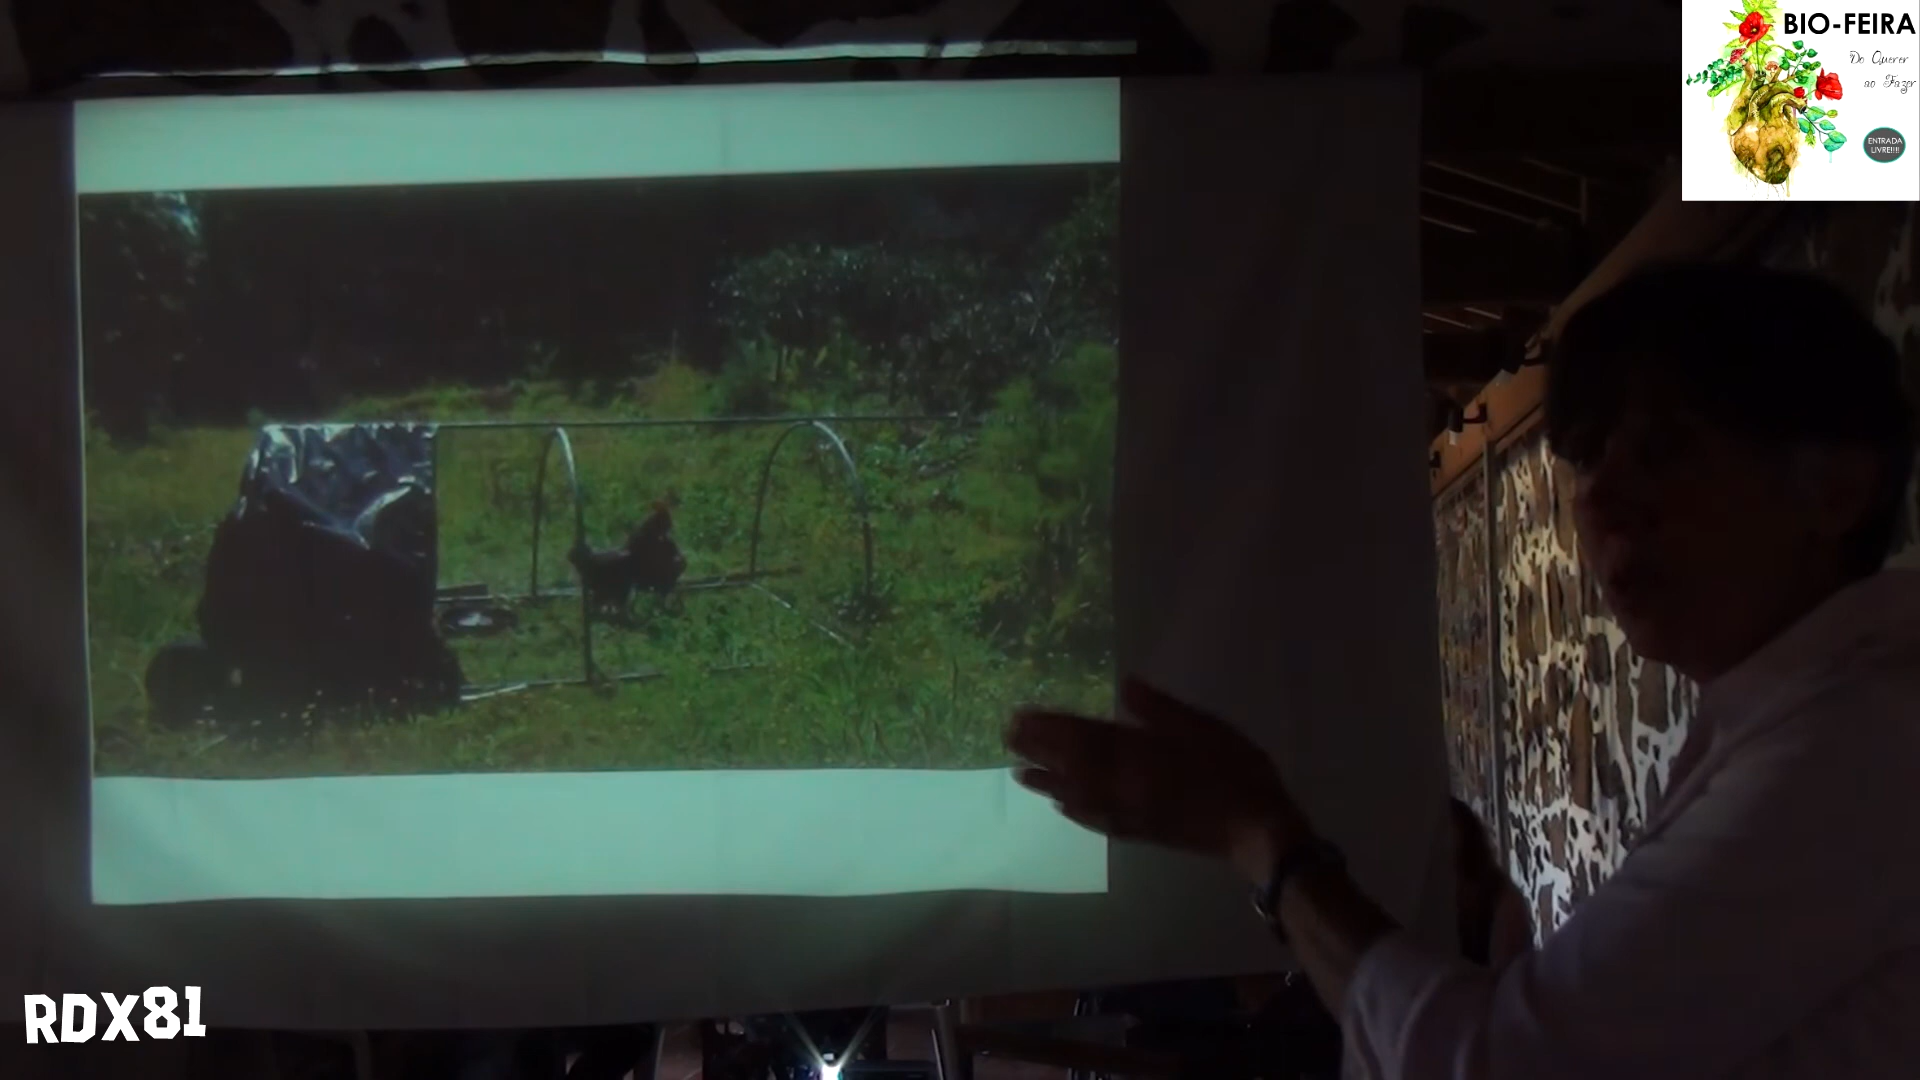 BIO-FEIRA
Do Querer
ao Fazer
ENTRADA
LIVRE!!!!
RDX81